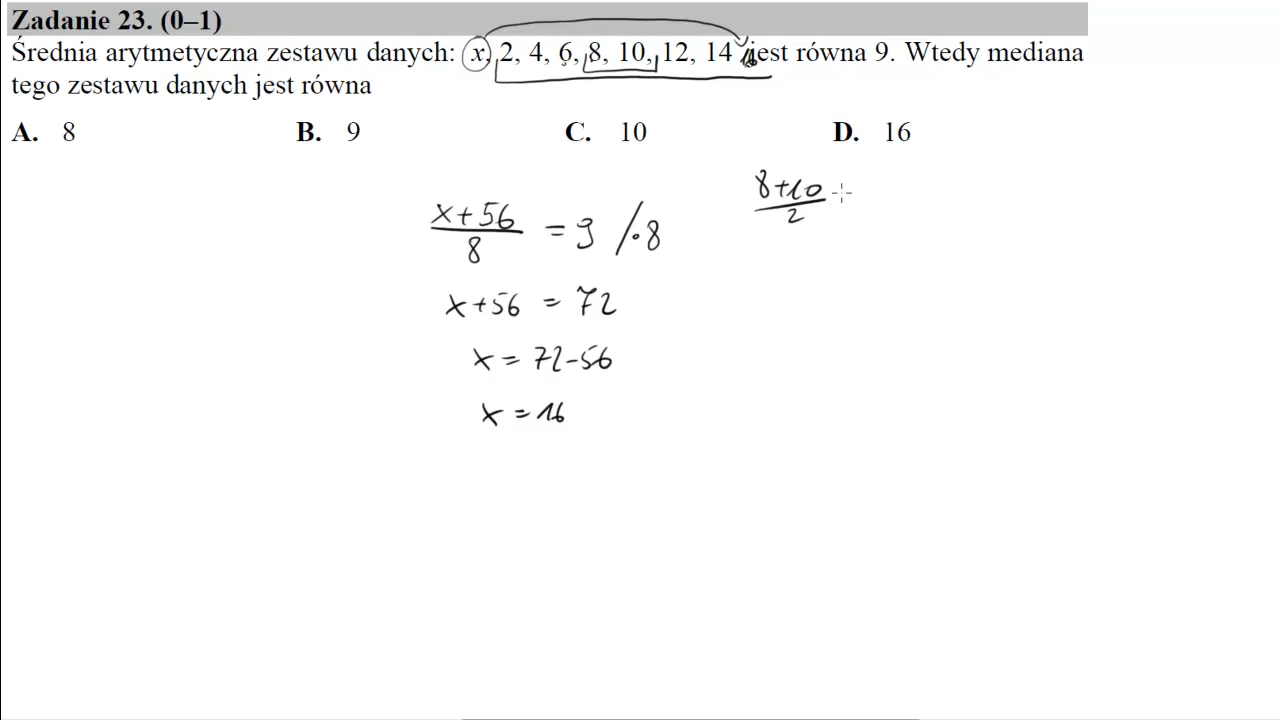 Zadanie 23. (0–1)
Średnia arytmetyczna zestawu danych: x, 2, 4, 6, 8, 10, 12, 14 jest równa 9. Wtedy mediana
tego zestawu danych jest równa
A. 8 B. 9 C. 10 D. 16
8+10
2
x+56
8
= 9 /·8
x+56 = 72
x = 72-56
x = 16